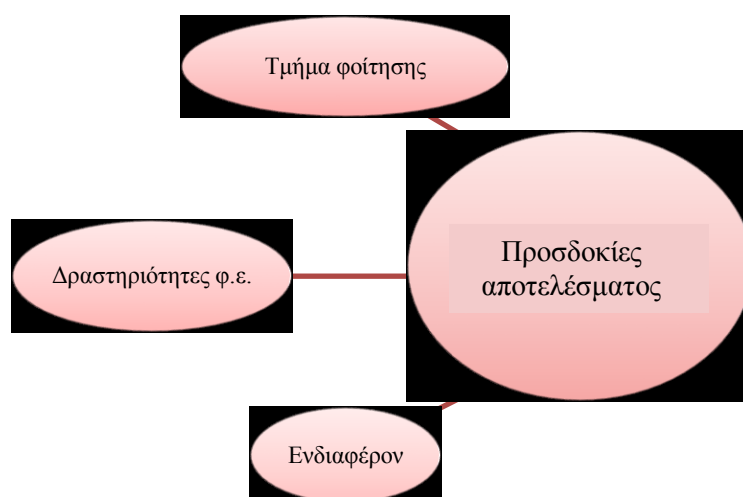 Τμήμα φοίτησης
Προσδοκίες
αποτελέσματος
Δραστηριότητες φ.ε.
Ενδιαφέρον